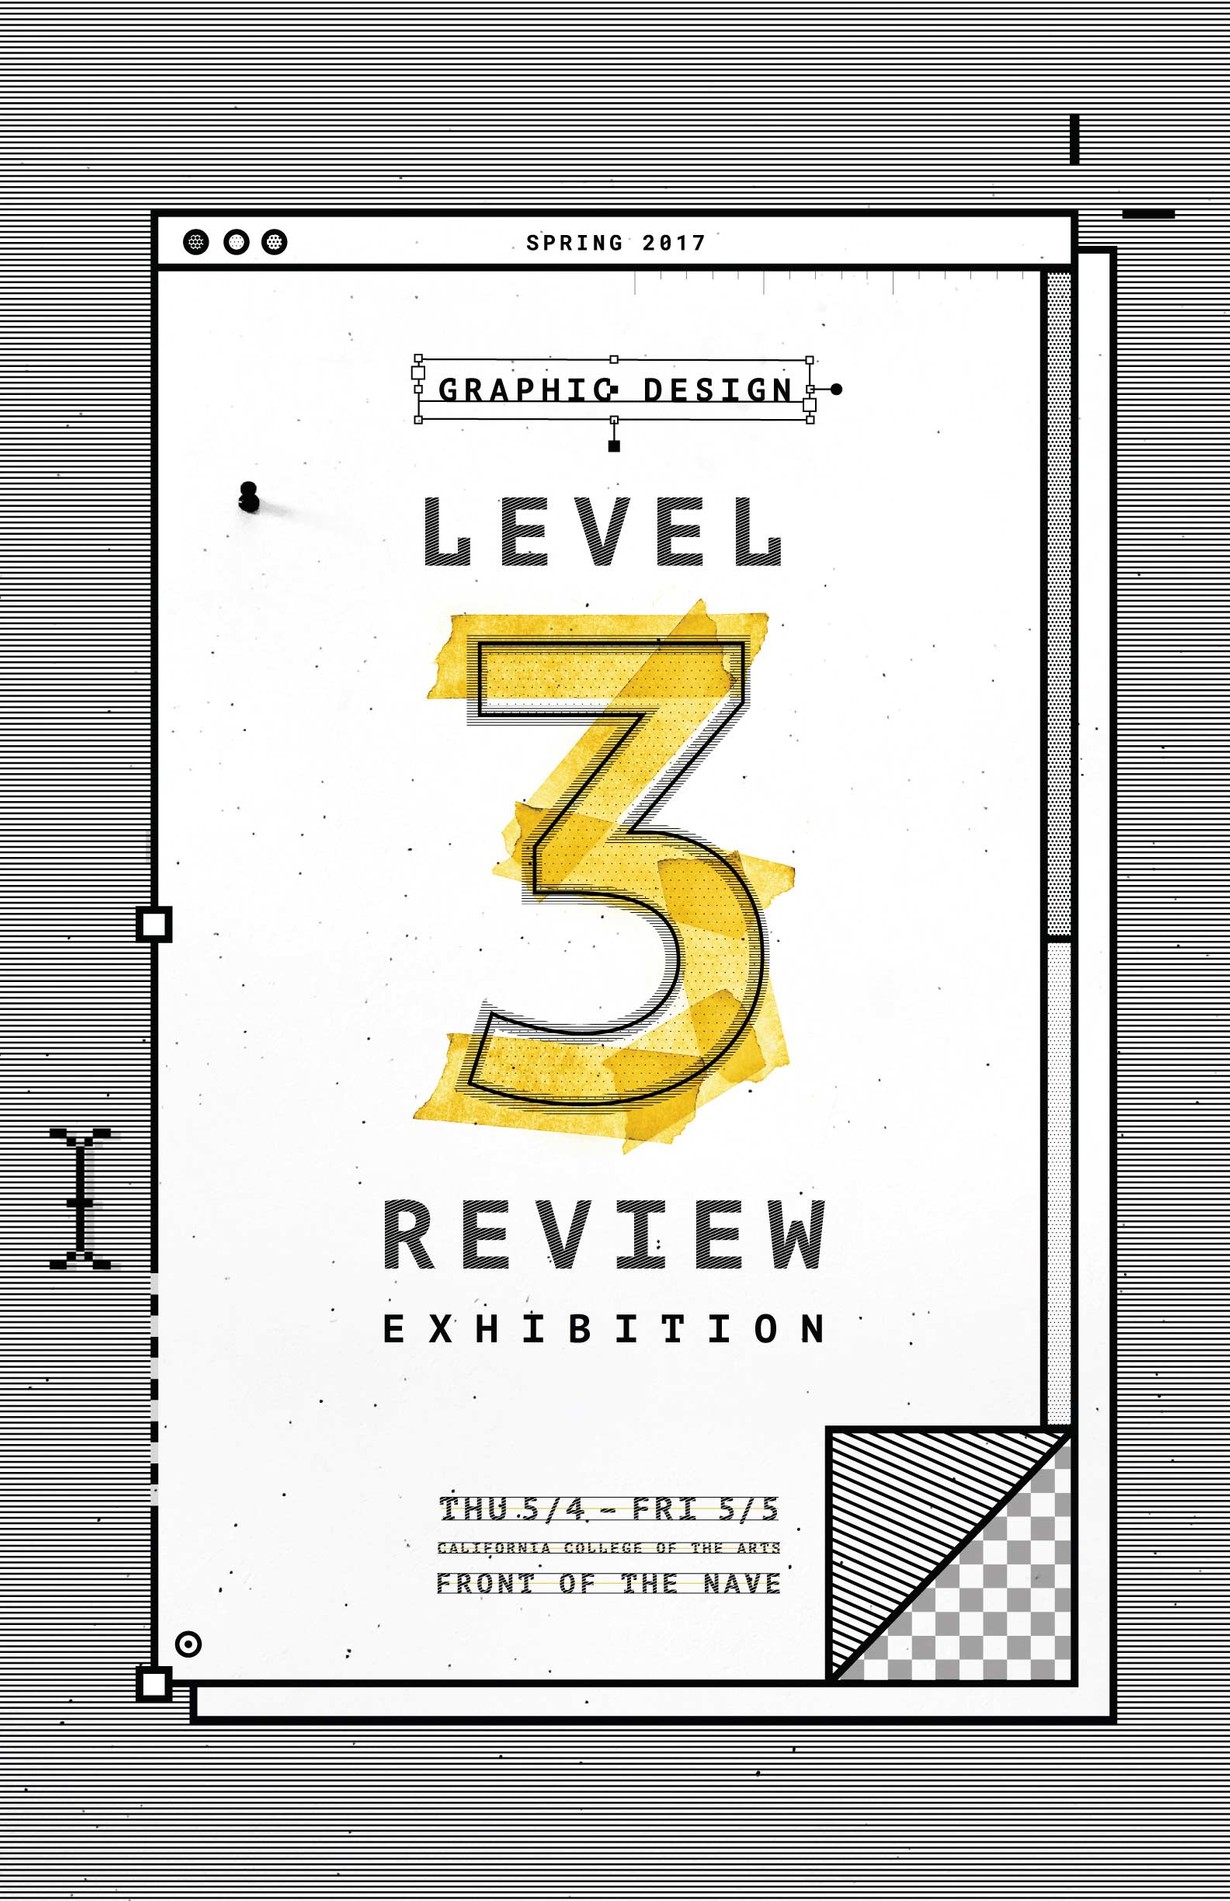 SPRING 2017
GRAPHIC DESIGN
LEVEL
3
REVIEW
EXHIBITION
THU 5/4 – FRI 5/5
CALIFORNIA COLLEGE OF THE ARTS
FRONT OF THE NAVE